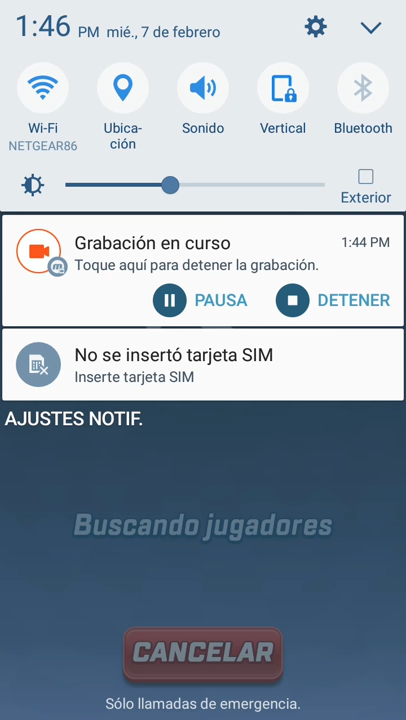 1:46 PM mié., 7 de febrero
Wi-Fi
NETGEAR86
Ubica-
ción
Sonido
Vertical
Bluetooth
Exterior
Grabación en curso
1:44 PM
Toque aquí para detener la grabación.
PAUSA
DETENER
No se insertó tarjeta SIM
Inserte tarjeta SIM
AJUSTES NOTIF.
Buscando jugadores
CANCELAR
Sólo llamadas de emergencia.